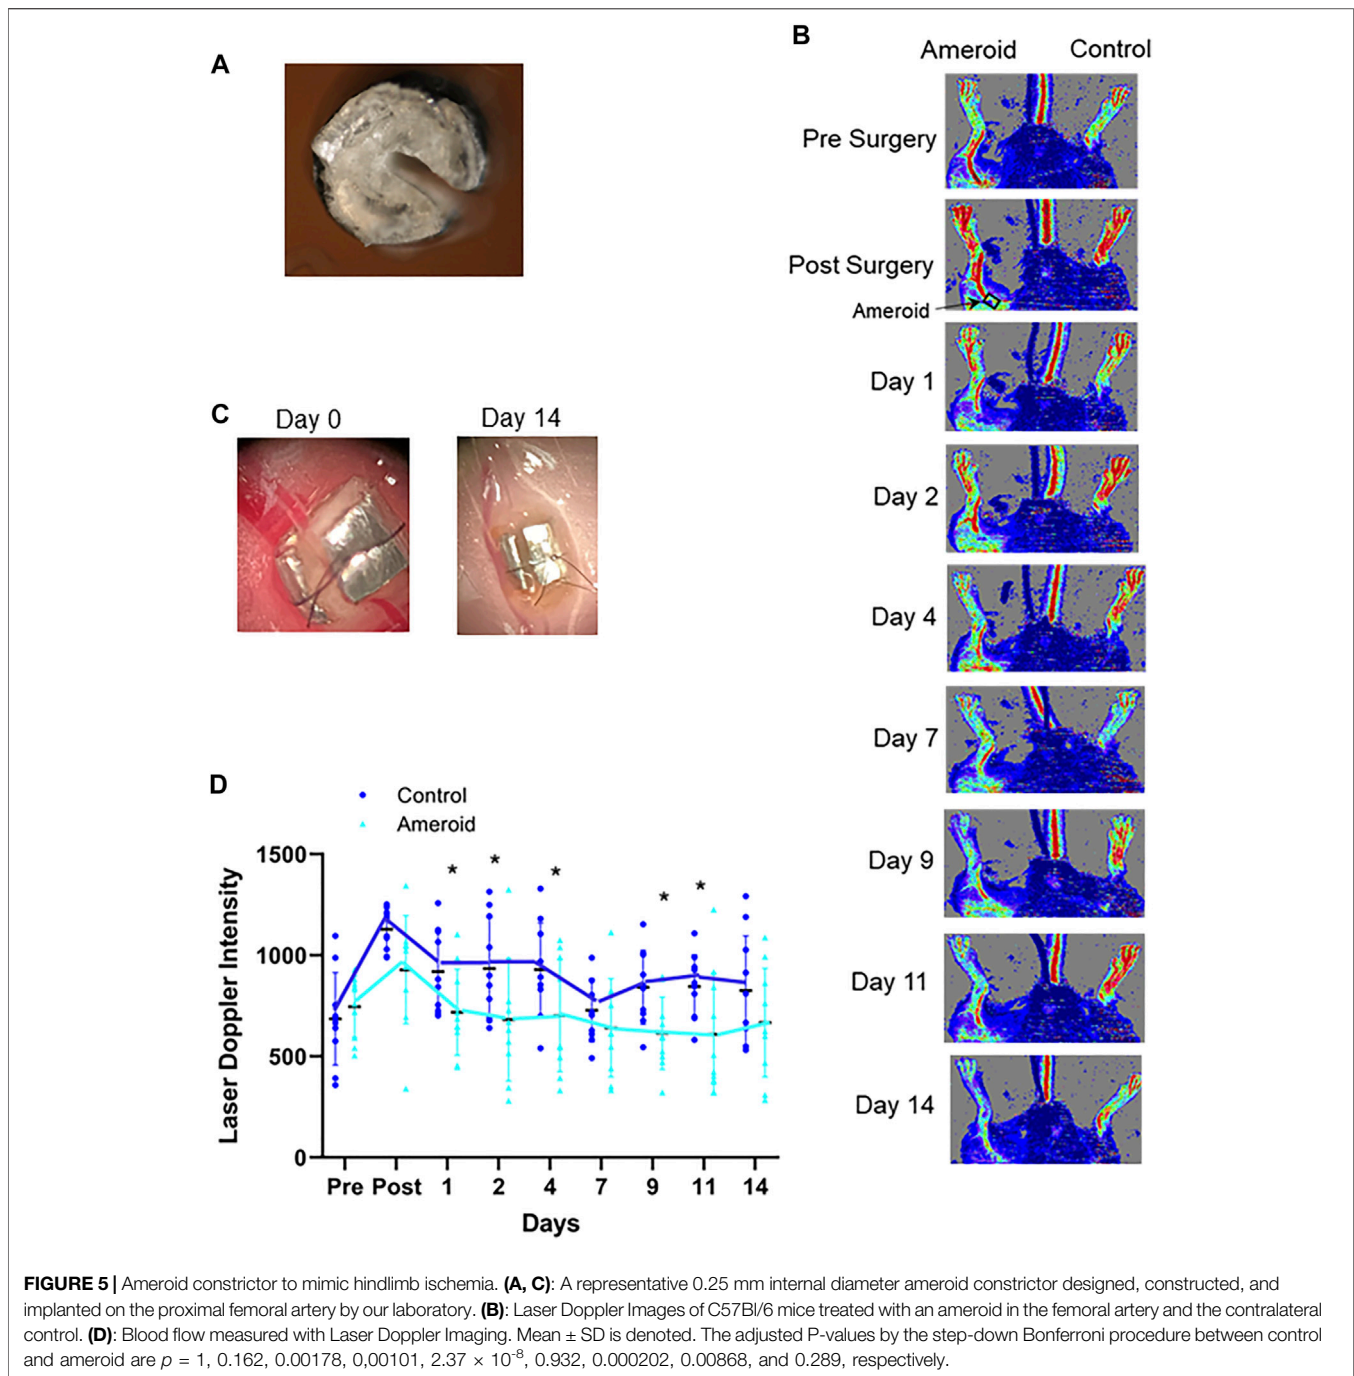 A
B
Ameroid Control
Pre Surgery
Post Surgery
Ameroid
Day 1
Day 2
Day 4
Day 7
Day 9
Day 11
Day 14
C
Day 0 Day 14
D
Control
Ameroid
Laser Doppler Intensity
1500
1000
500
0
* * * * *
Pre Post 1 2 4 7 9 11 14
Days
FIGURE 5 | Ameroid constrictor to mimic hindlimb ischemia. (A, C): A representative 0.25 mm internal diameter ameroid constrictor designed, constructed, and
implanted on the proximal femoral artery by our laboratory. (B): Laser Doppler Images of C57Bl/6 mice treated with an ameroid in the femoral artery and the contralateral
control. (D): Blood flow measured with Laser Doppler Imaging. Mean ± SD is denoted. The adjusted P-values by the step-down Bonferroni procedure between control
and ameroid are p = 1, 0.162, 0.00178, 0,00101, 2.37 × 10⁻⁸, 0.932, 0.000202, 0.00868, and 0.289, respectively.